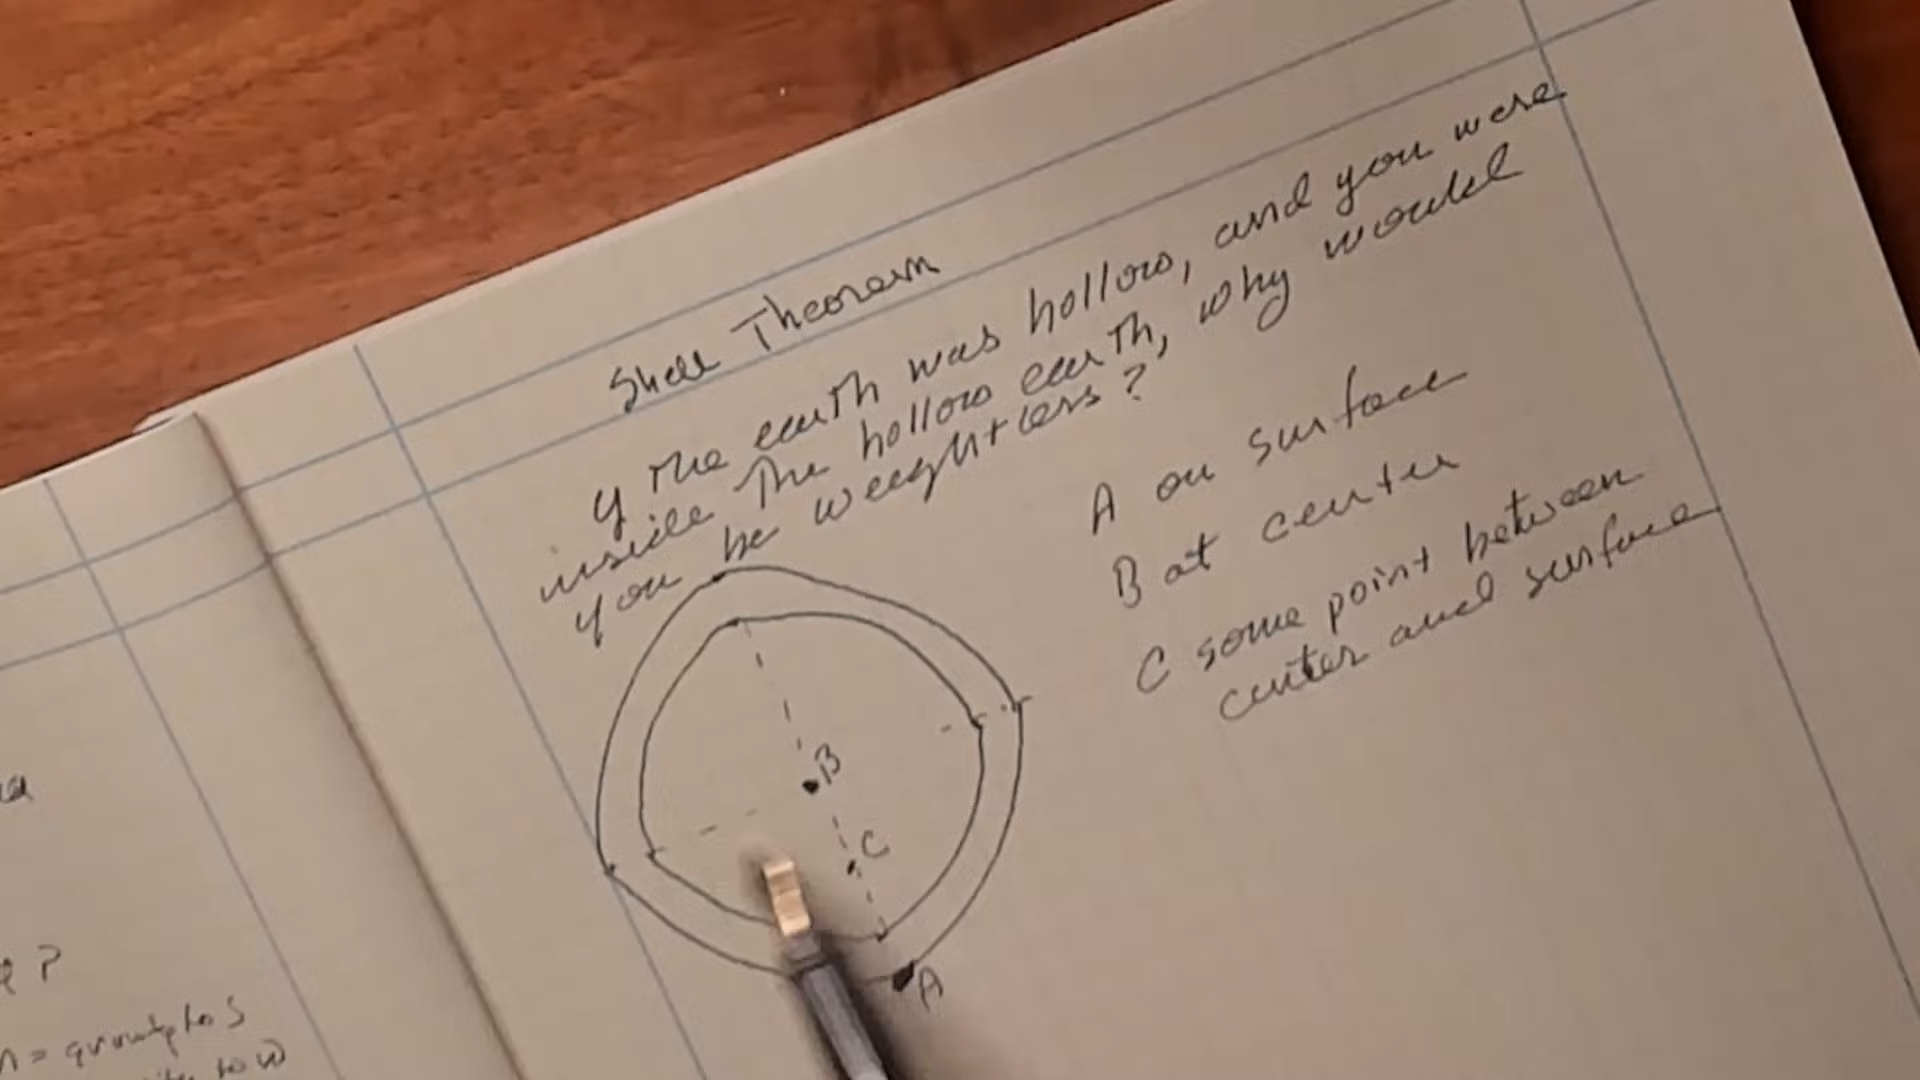 Shell Theorem
If the earth was hollow, and you were
inside the hollow earth, why would
you be weightless?
A on surface
B at center
C some point between
center and surface
B
C
A